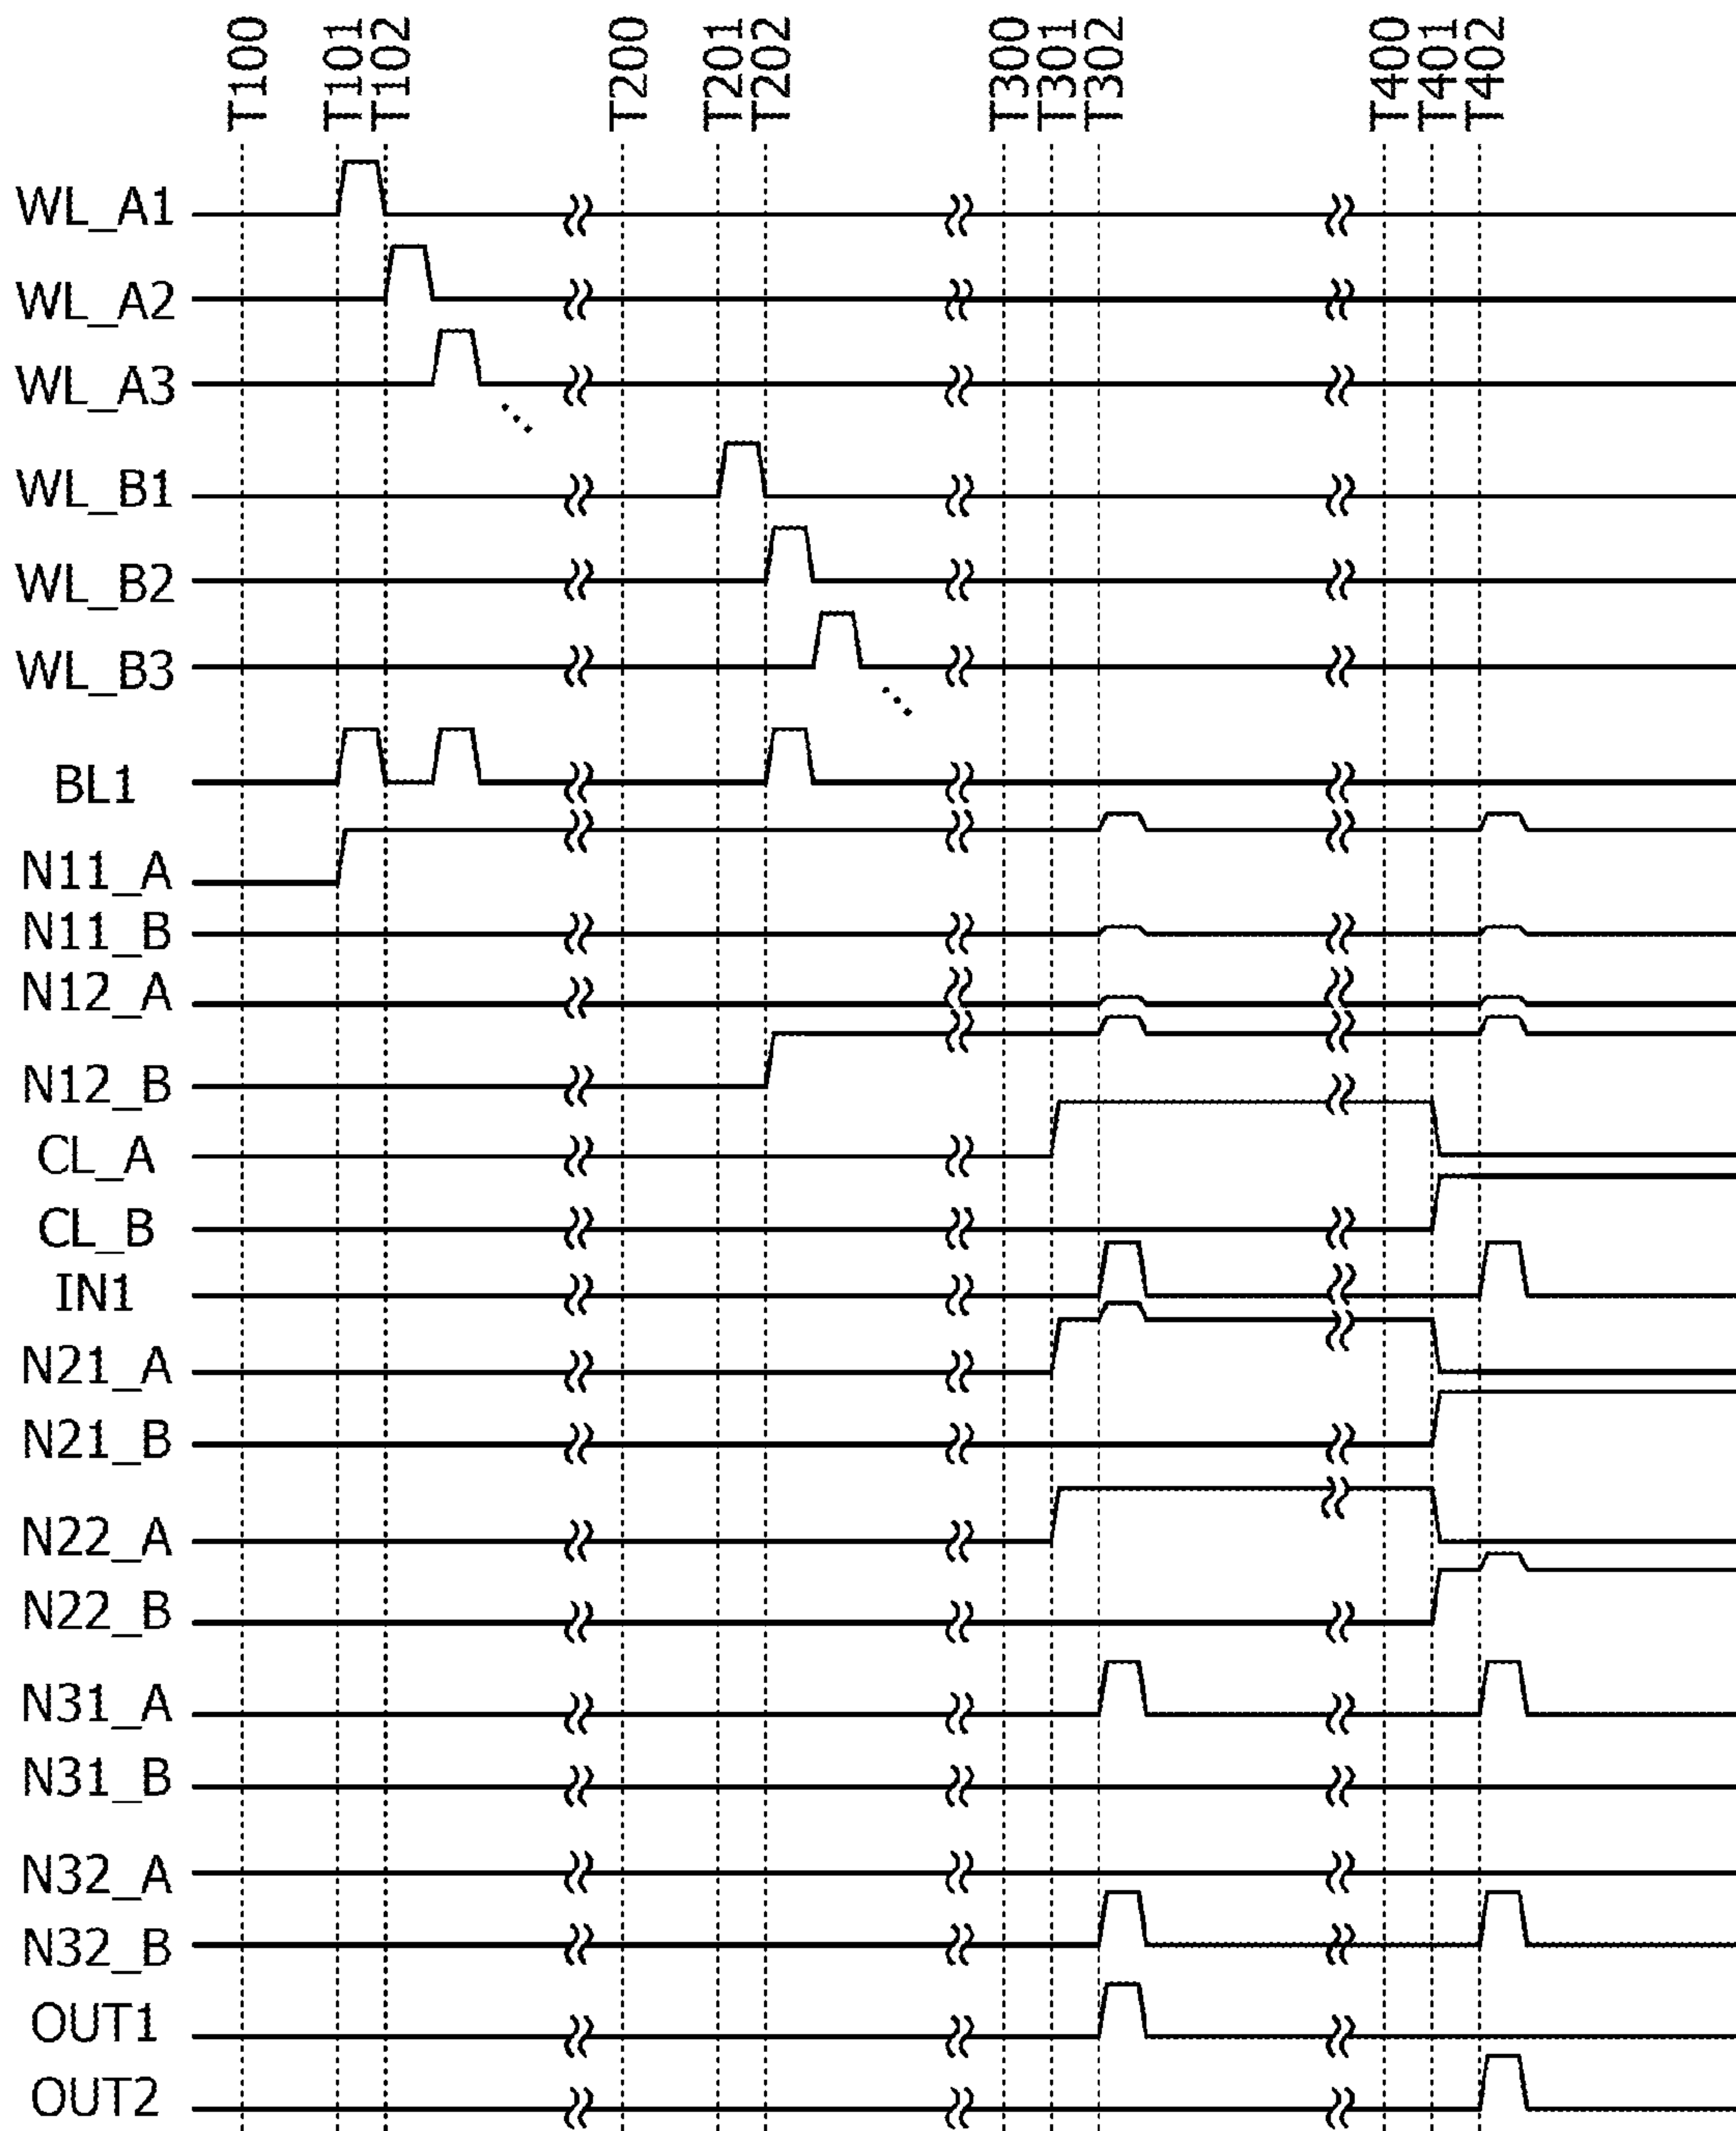 T100
T101
T102
T200
T201
T202
T300
T301
T302
T400
T401
T402
WL_A1
WL_A2
WL_A3
WL_B1
WL_B2
WL_B3
BL1
N11_A
N11_B
N12_A
N12_B
CL_A
CL_B
IN1
N21_A
N21_B
N22_A
N22_B
N31_A
N31_B
N32_A
N32_B
OUT1
OUT2